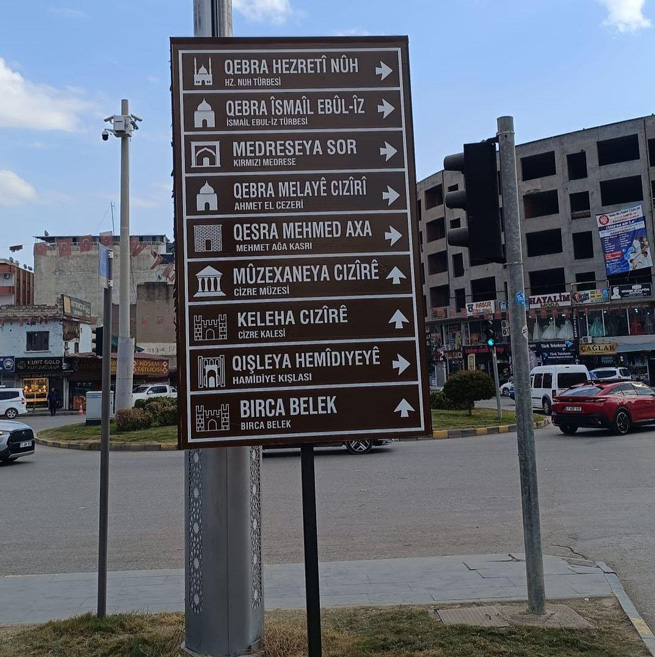 QEBRA HEZRETÎ NÛH
HZ. NUH TÜRBESİ
QEBRA ÎSMAÎL EBÛL-ÎZ
İSMAİL EBUL-İZ TÜRBESİ
MEDRESEYA SOR
KIRMIZI MEDRESE
QEBRA MELAYÊ CIZÎRÎ
AHMET EL CEZERİ
QESRA MEHMED AXA
MEHMET AĞA KASRI
MÛZEXANEYA CIZÎRÊ
CİZRE MÜZESİ
KELEHA CIZÎRÊ
CİZRE KALESİ
QIŞLEYA HEMÎDIYEYÊ
HAMİDİYE KIŞLASI
BIRCA BELEK
BIRCA BELEK
HALYALIM
ÇAĞLAR